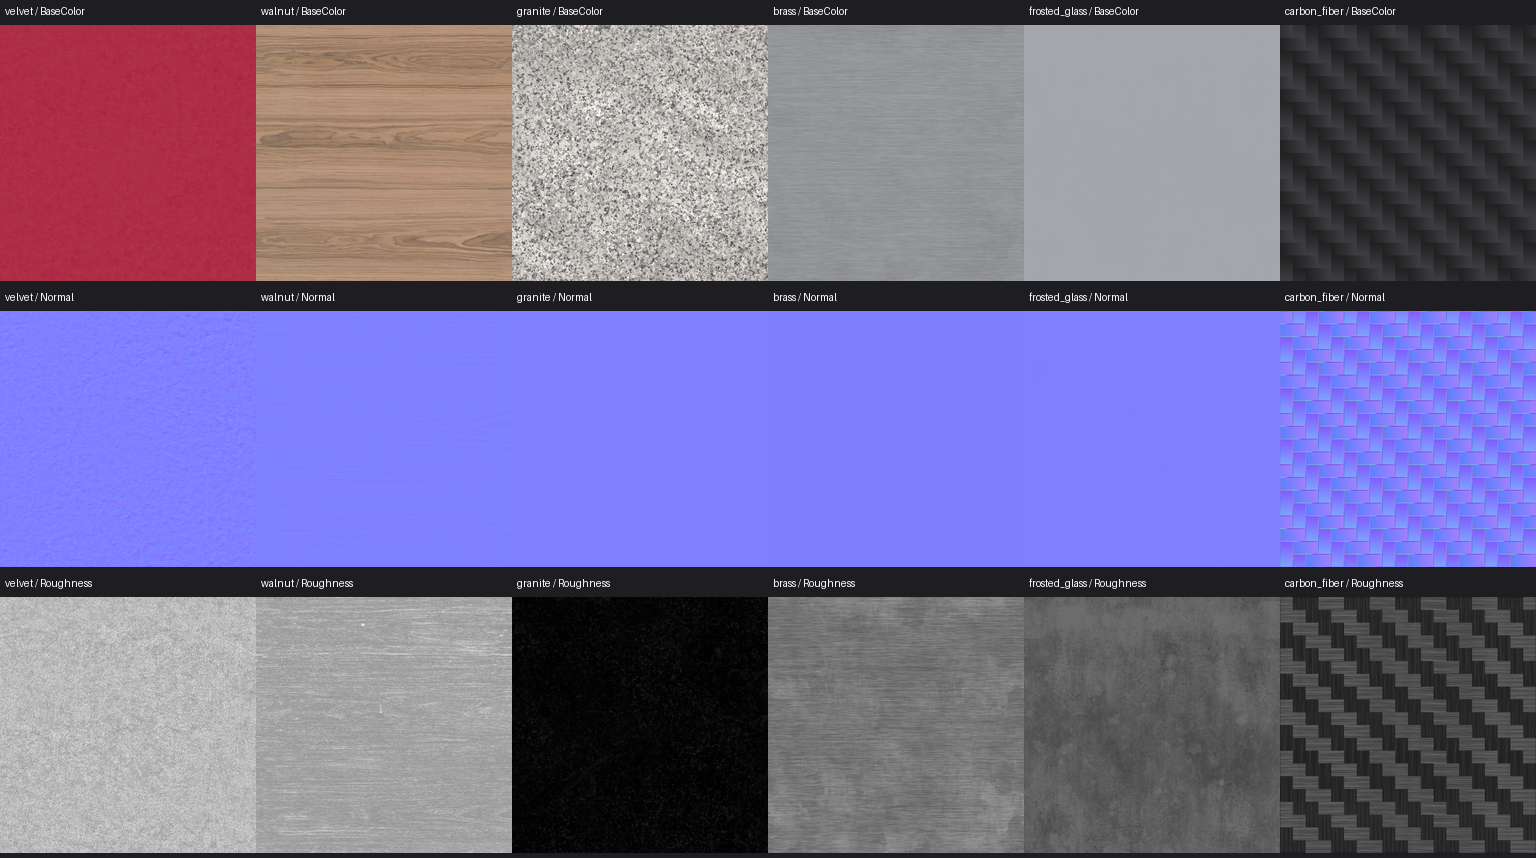 velvet / BaseColor
walnut / BaseColor
granite / BaseColor
brass / BaseColor
frosted_glass / BaseColor
carbon_fiber / BaseColor
velvet / Normal
walnut / Normal
granite / Normal
brass / Normal
frosted_glass / Normal
carbon_fiber / Normal
velvet / Roughness
walnut / Roughness
granite / Roughness
brass / Roughness
frosted_glass / Roughness
carbon_fiber / Roughness